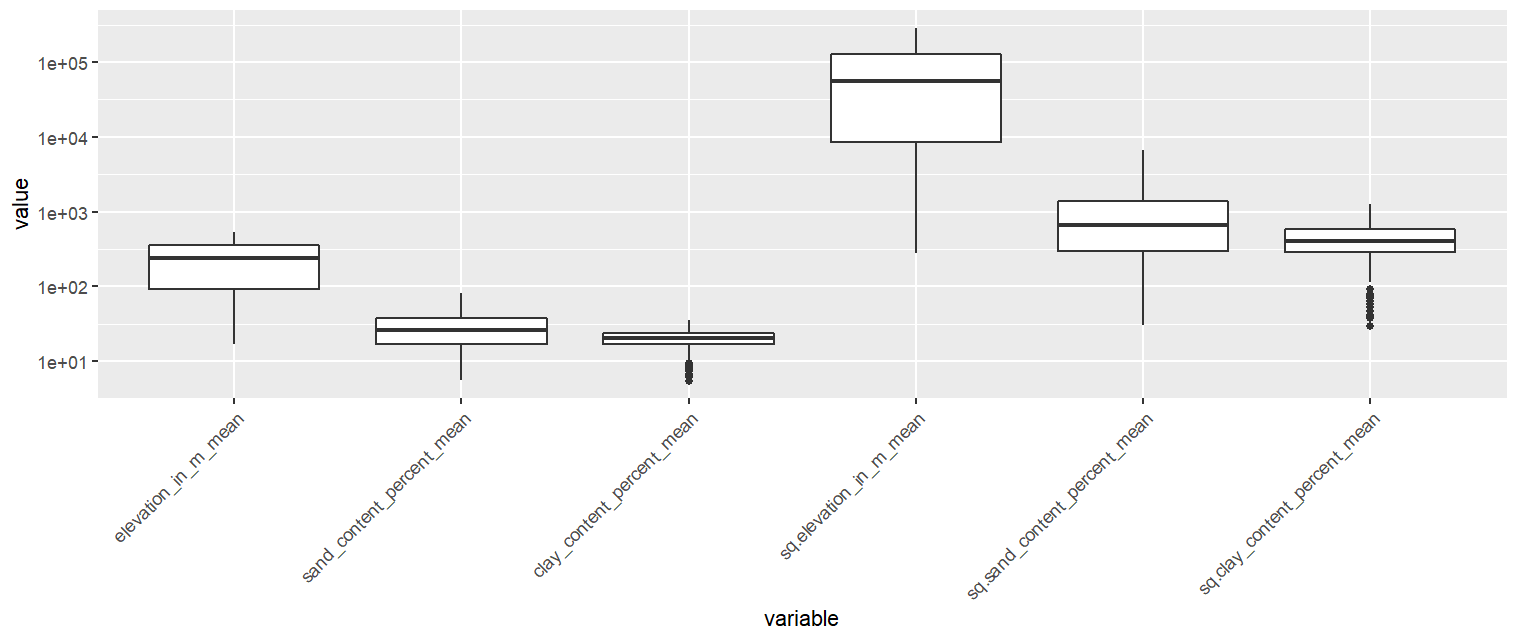 1e+05
1e+04
1e+03
1e+02
1e+01
value
elevation_in_m_mean
sand_content_percent_mean
clay_content_percent_mean
sq.elevation_in_m_mean
sq.sand_content_percent_mean
sq.clay_content_percent_mean
variable